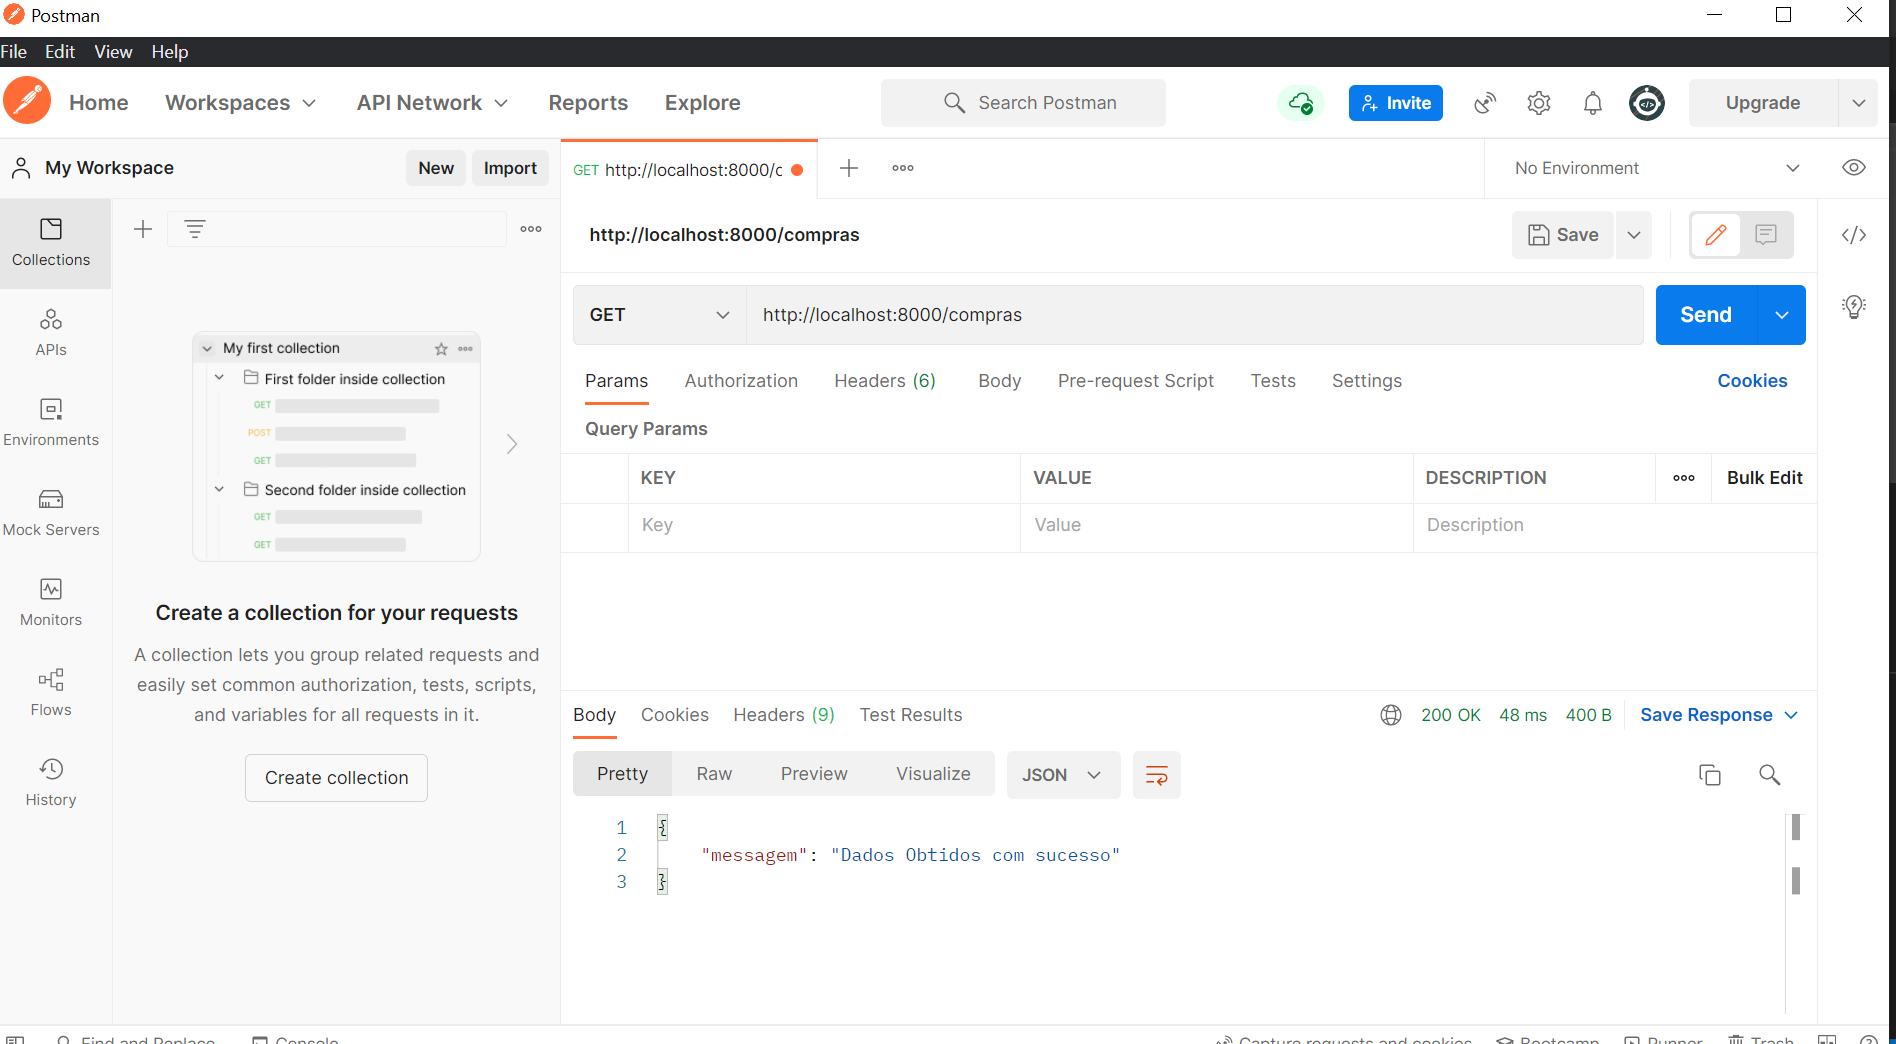 Postman
File Edit View Help
Home Workspaces API Network Reports Explore Search Postman Invite Upgrade
My Workspace New Import GET http://localhost:8000/c No Environment
http://localhost:8000/compras Save
Collections
GET http://localhost:8000/compras Send
APIs
My first collection
First folder inside collection
GET
POST
GET
Second folder inside collection
GET
GET
Params Authorization Headers (6) Body Pre-request Script Tests Settings Cookies
Query Params
Environments
KEY VALUE DESCRIPTION Bulk Edit
Key Value Description
Mock Servers
Monitors
Create a collection for your requests
A collection lets you group related requests and
easily set common authorization, tests, scripts,
and variables for all requests in it.
Flows
Create collection
History
Body Cookies Headers (9) Test Results 200 OK 48 ms 400 B Save Response
Pretty Raw Preview Visualize JSON
1 {
2 "messagem": "Dados Obtidos com sucesso"
3 }
Find and Replace Console Capture requests and cookies Bootcamp Runner Trash